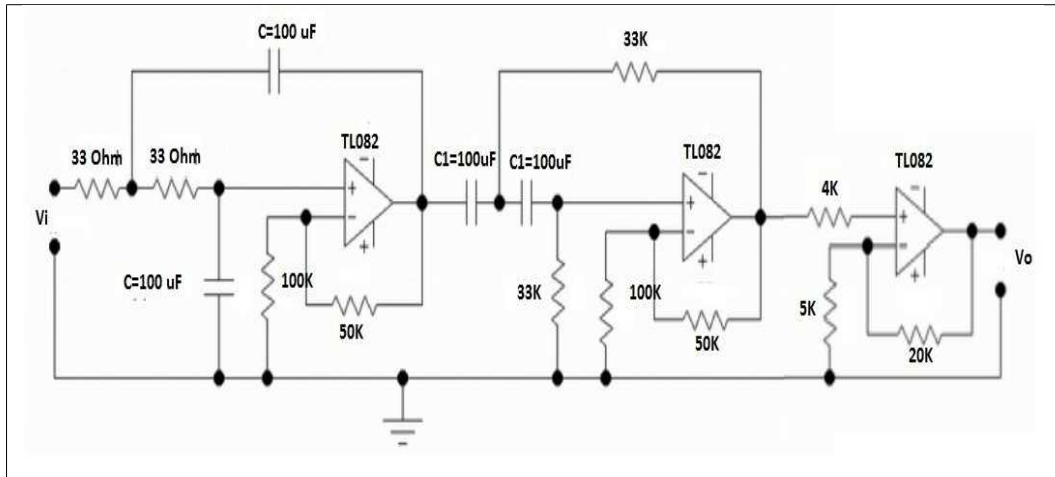 C=100 uF
33K
TL082
33 Ohm
33 Ohm
C1=100uF
C1=100uF
TL082
TL082
4K
+
-
-
+
+
-
-
+
+
-
-
+
Vi
Vo
C=100 uF
100K
50K
33K
100K
50K
5K
20K